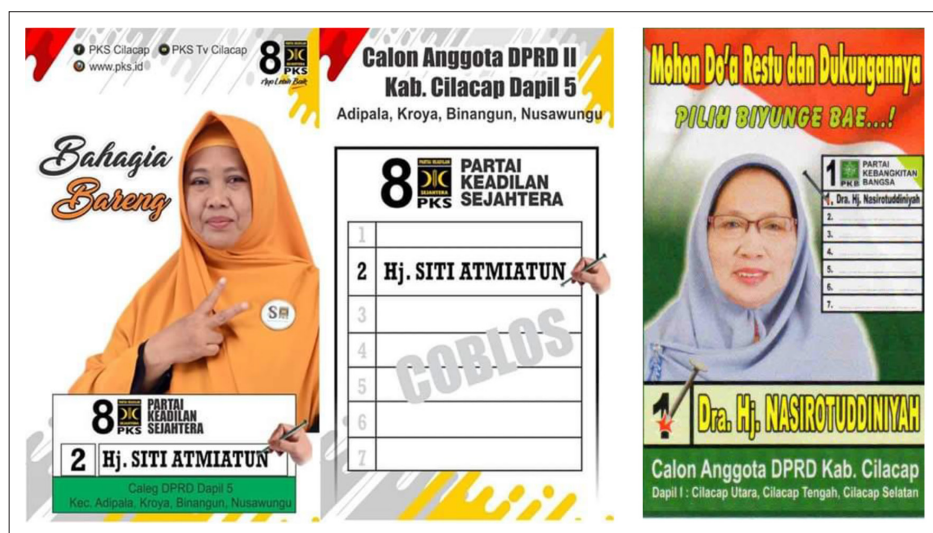 PKS Cilacap PKS Tv Cilacap
www.pks.id
8 PKS
Bahagia
Bareng
8 PKS PARTAI
KEADILAN
SEJAHTERA
2 Hj. SITI ATMIATUN
Caleg DPRD Dapil 5
Kec. Adipala, Kroya, Binangun, Nusawungu
Calon Anggota DPRD II
Kab. Cilacap Dapil 5
Adipala, Kroya, Binangun, Nusawungu
8 PKS PARTAI
KEADILAN
SEJAHTERA
1
2 Hj. SITI ATMIATUN
3
4
COBLOS
5
6
7
Mohon Do'a Restu dan Dukungannya
PILIH BIYUNGE BAE...!
1 PKB PARTAI
KEBANGKITAN
BANGSA
1. Dra. Hj. Nasirotuddiniyah
2.
3.
4.
5.
6.
7.
1 Dra. Hj. NASIROTUDDINIYAH
Calon Anggota DPRD Kab. Cilacap
Dapil I : Cilacap Utara, Cilacap Tengah, Cilacap Selatan